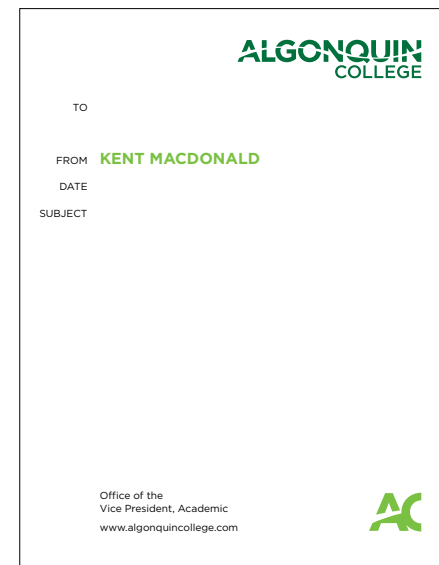 ALGONQUIN
COLLEGE
TO
FROM KENT MACDONALD
DATE
SUBJECT
Office of the
Vice President, Academic
www.algonquincollege.com
AC